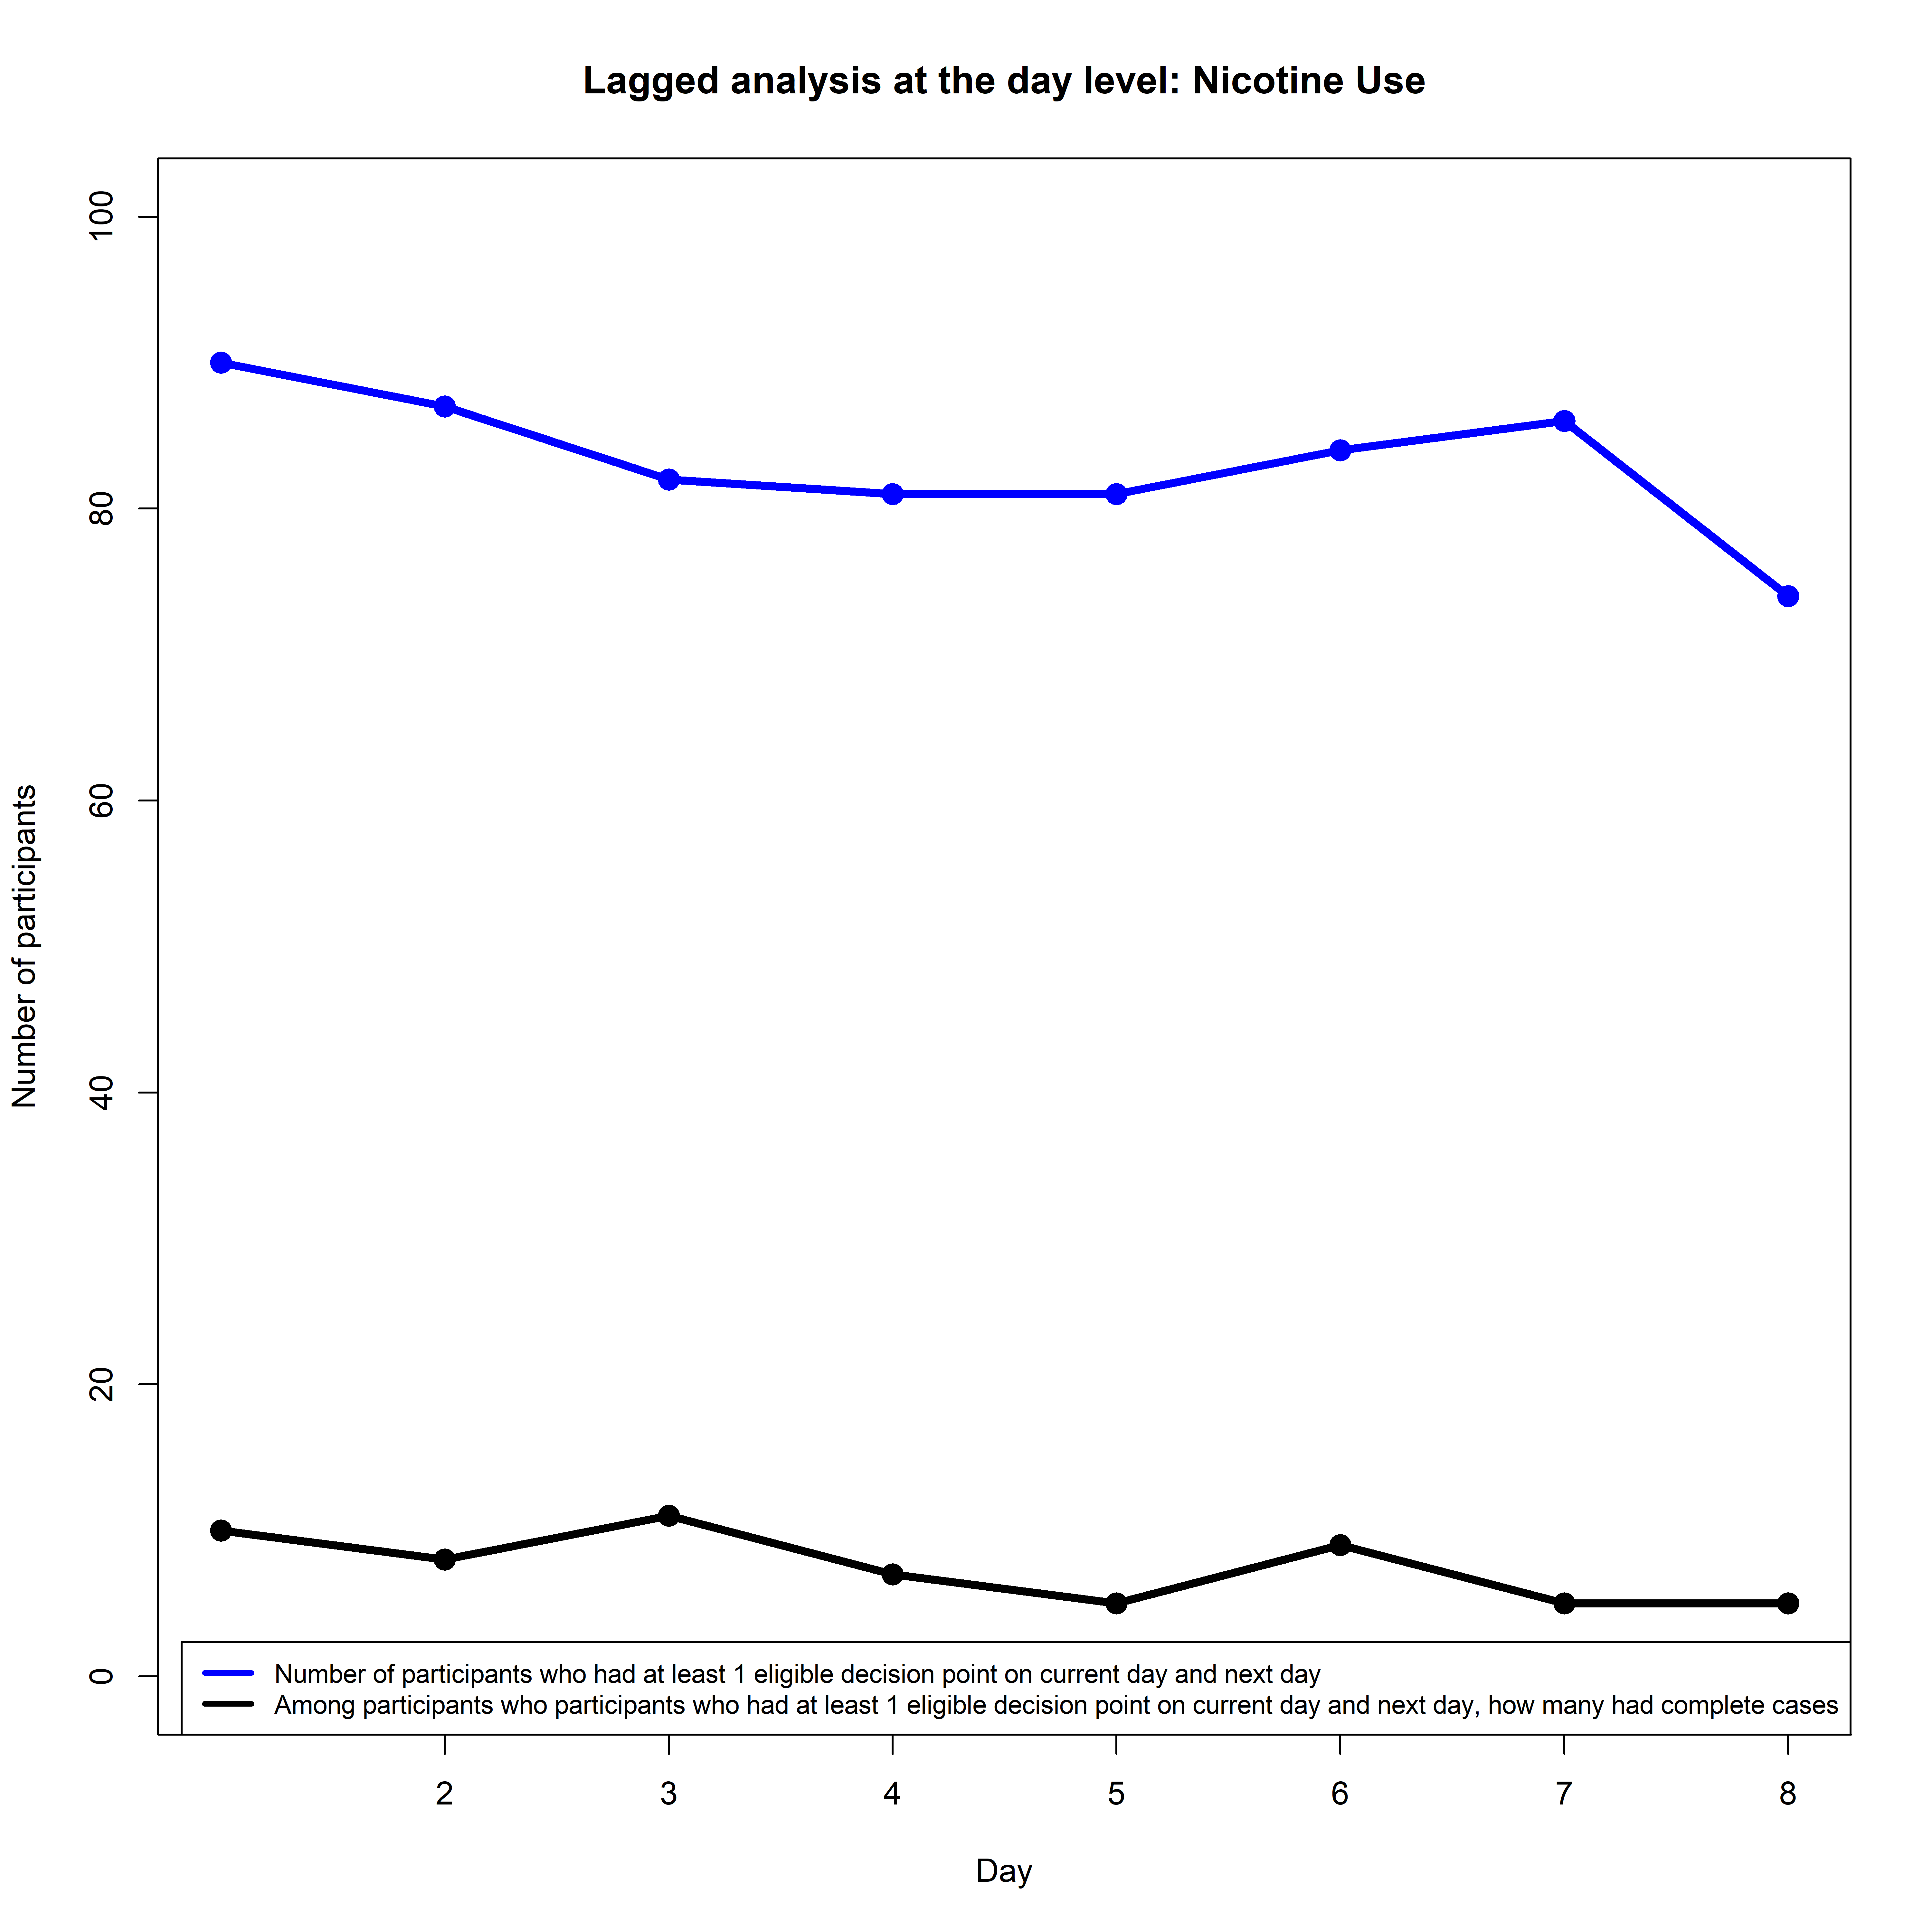 Lagged analysis at the day level: Nicotine Use
100
80
60
40
20
0
Number of participants
Number of participants who had at least 1 eligible decision point on current day and next day
Among participants who participants who had at least 1 eligible decision point on current day and next day, how many had complete cases
2 3 4 5 6 7 8
Day